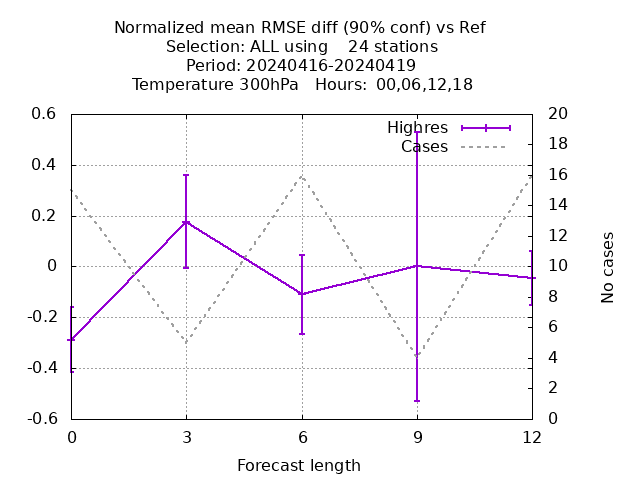 Normalized mean RMSE diff (90% conf) vs Ref
Selection: ALL using    24 stations
Period: 20240416-20240419
Temperature 300hPa   Hours:  00,06,12,18
Highres
Cases
0.6
0.4
0.2
0
-0.2
-0.4
-0.6
20
18
16
14
12
10
8
6
4
2
0
No cases
0 3 6 9 12
Forecast length